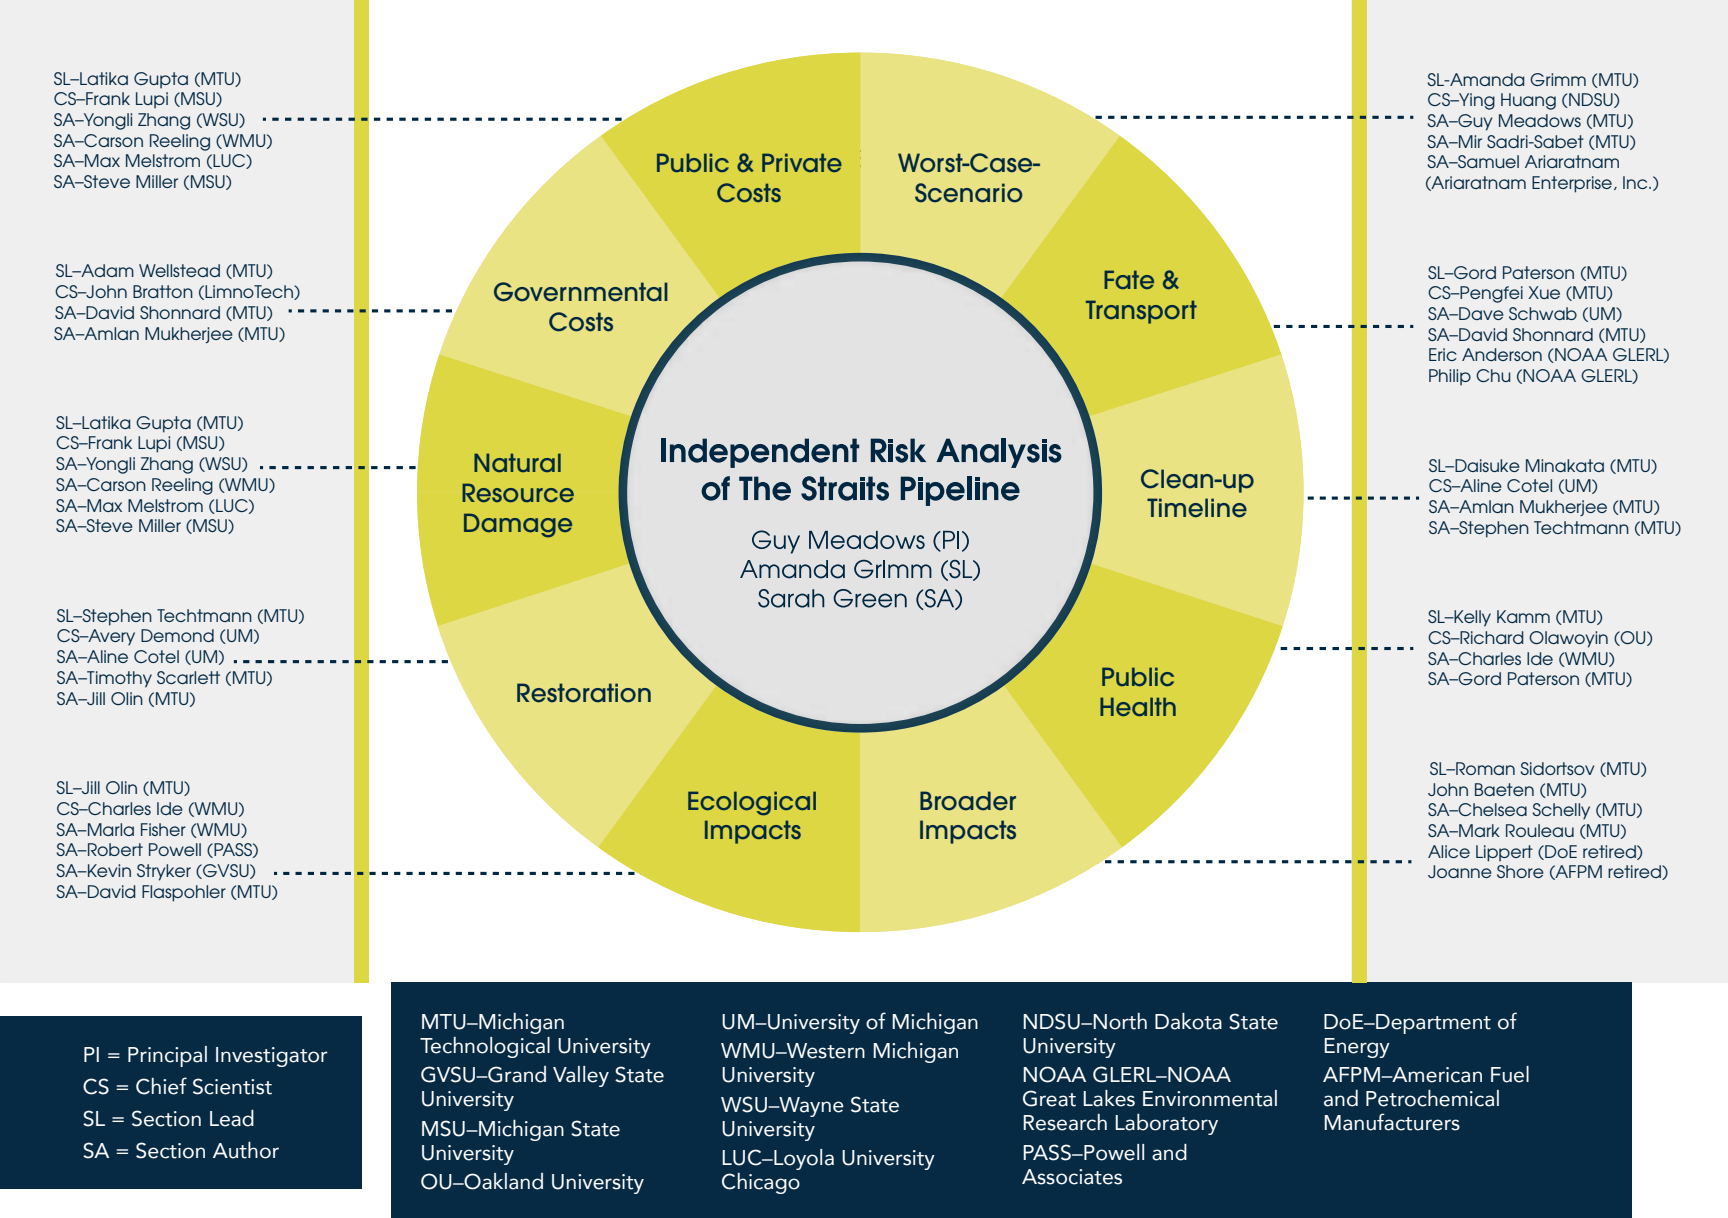 SL–Latika Gupta (MTU)
CS–Frank Lupi (MSU)
SA–Yongli Zhang (WSU)
SA–Carson Reeling (WMU)
SA–Max Melstrom (LUC)
SA–Steve Miller (MSU)
SL–Adam Wellstead (MTU)
CS–John Bratton (LimnoTech)
SA–David Shonnard (MTU)
SA–Amlan Mukherjee (MTU)
SL–Latika Gupta (MTU)
CS–Frank Lupi (MSU)
SA–Yongli Zhang (WSU)
SA–Carson Reeling (WMU)
SA–Max Melstrom (LUC)
SA–Steve Miller (MSU)
SL–Stephen Techtmann (MTU)
CS–Avery Demond (UM)
SA–Aline Cotel (UM)
SA–Timothy Scarlett (MTU)
SA–Jill Olin (MTU)
SL–Jill Olin (MTU)
CS–Charles Ide (WMU)
SA–Marla Fisher (WMU)
SA–Robert Powell (PASS)
SA–Kevin Stryker (GVSU)
SA–David Flaspohler (MTU)
Public & Private
Costs
Worst-Case-
Scenario
Governmental
Costs
Fate &
Transport
Natural
Resource
Damage
Clean-up
Timeline
Restoration
Public
Health
Ecological
Impacts
Broader
Impacts
Independent Risk Analysis
of The Straits Pipeline
Guy Meadows (PI)
Amanda GrImm (SL)
Sarah Green (SA)
SL-Amanda Grimm (MTU)
CS–Ying Huang (NDSU)
SA–Guy Meadows (MTU)
SA–Mir Sadri-Sabet (MTU)
SA–Samuel Ariaratnam
(Ariaratnam Enterprise, Inc.)
SL–Gord Paterson (MTU)
CS–Pengfei Xue (MTU)
SA–Dave Schwab (UM)
SA–David Shonnard (MTU)
Eric Anderson (NOAA GLERL)
Philip Chu (NOAA GLERL)
SL–Daisuke Minakata (MTU)
CS–Aline Cotel (UM)
SA–Amlan Mukherjee (MTU)
SA–Stephen Techtmann (MTU)
SL–Kelly Kamm (MTU)
CS–Richard Olawoyin (OU)
SA–Charles Ide (WMU)
SA–Gord Paterson (MTU)
SL–Roman Sidortsov (MTU)
John Baeten (MTU)
SA–Chelsea Schelly (MTU)
SA–Mark Rouleau (MTU)
Alice Lippert (DoE retired)
Joanne Shore (AFPM retired)
PI = Principal Investigator
CS = Chief Scientist
SL = Section Lead
SA = Section Author
MTU–Michigan
Technological University
GVSU–Grand Valley State
University
MSU–Michigan State
University
OU–Oakland University
UM–University of Michigan
WMU–Western Michigan
University
WSU–Wayne State
University
LUC–Loyola University
Chicago
NDSU–North Dakota State
University
NOAA GLERL–NOAA
Great Lakes Environmental
Research Laboratory
PASS–Powell and
Associates
DoE–Department of
Energy
AFPM–American Fuel
and Petrochemical
Manufacturers